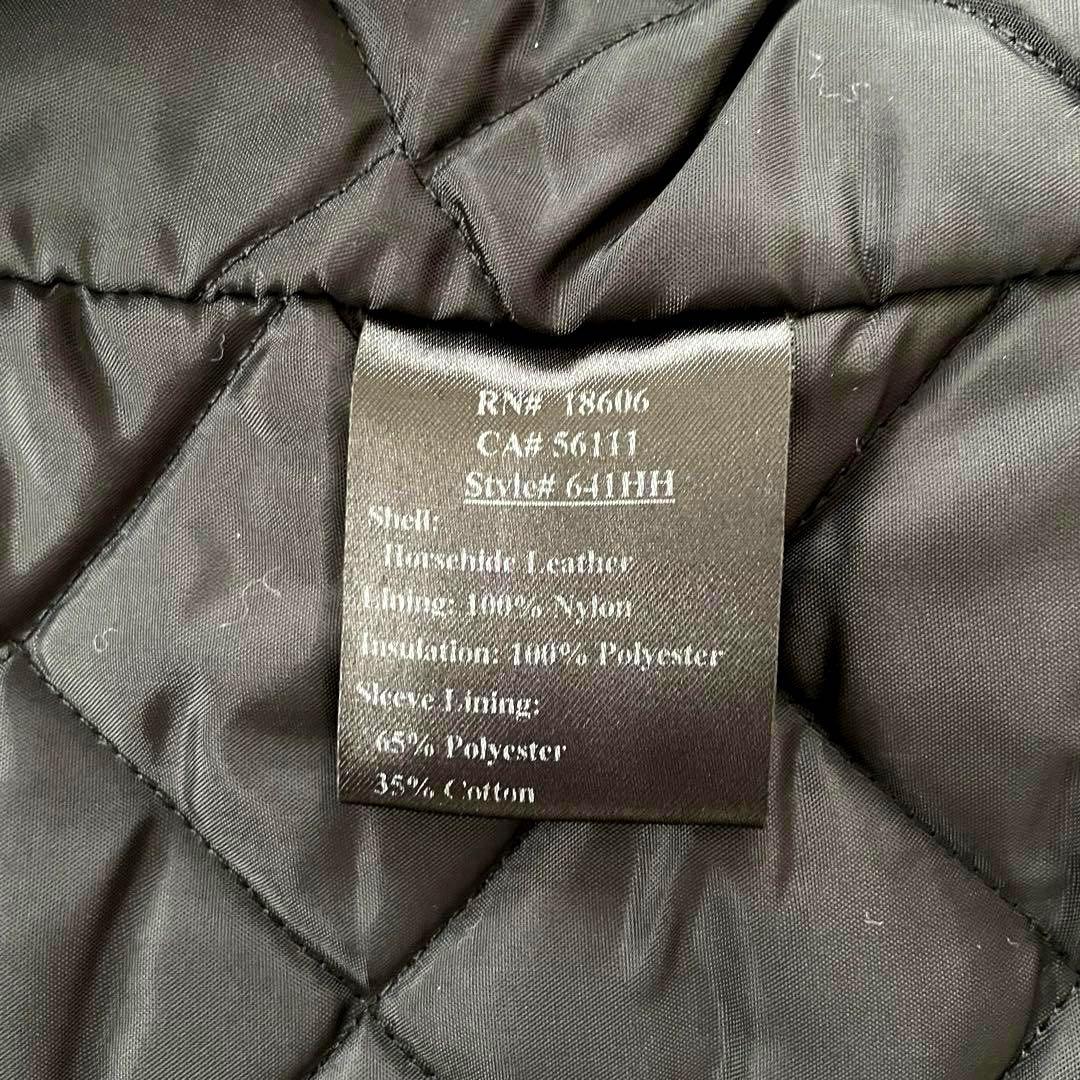 RN# 18606
CA# 56111
Style# 641HH
Shell:
Horsehide Leather
Lining: 100% Nylon
Insulation: 100% Polyester
Sleeve Lining:
65% Polyester
35% Cotton